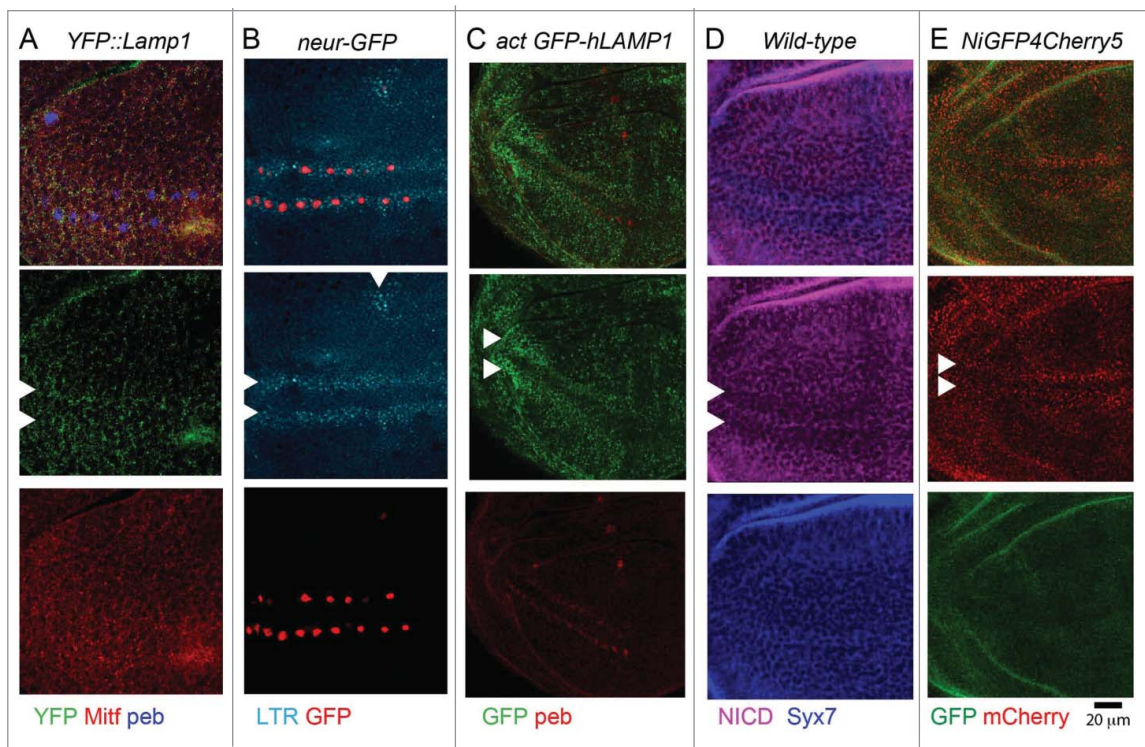 A YFP::Lamp1
B neur-GFP
C act GFP-hLAMP1
D Wild-type
E NiGFP4Cherry5
YFP Mitf peb
LTR GFP
GFP peb
NICD Syx7
GFP mCherry
20 µm